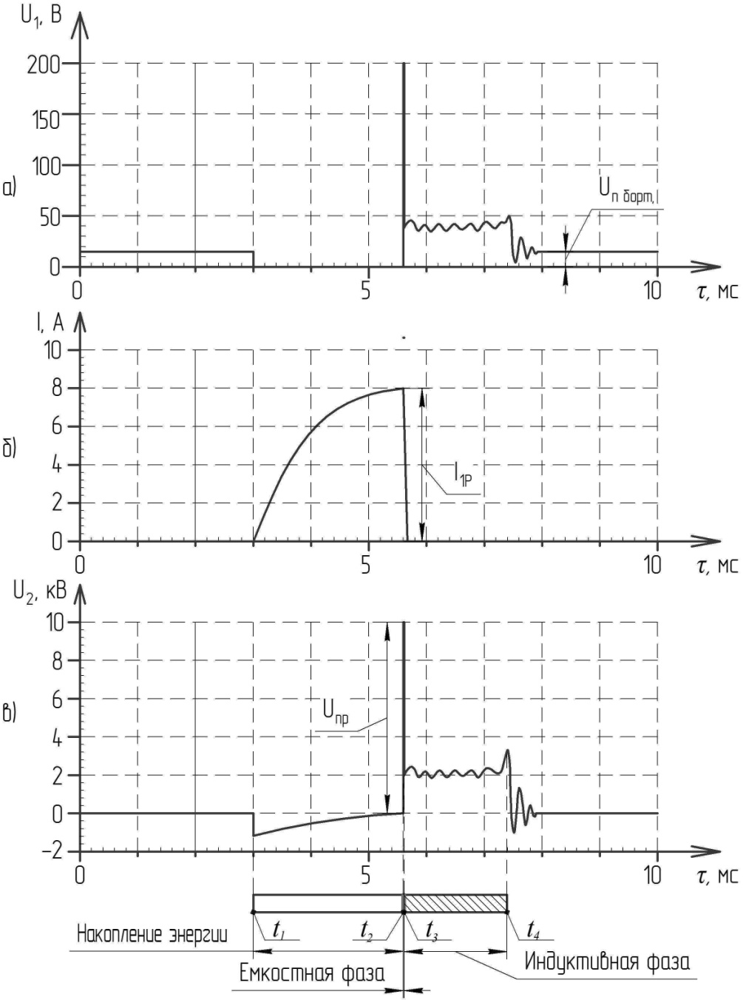 U₁, В
200
150
100
50
0
а)
Uп борт,
0 5 10 τ, мс
I, А
10
8
6
4
2
0
б)
I₁ₚ
0 5 10 τ, мс
U₂, кВ
10
8
6
4
2
0
-2
в)
Uпр
0 5 10 τ, мс
t₁ t₂ t₃ t₄
Накопление энергии
Индуктивная фаза
Емкостная фаза